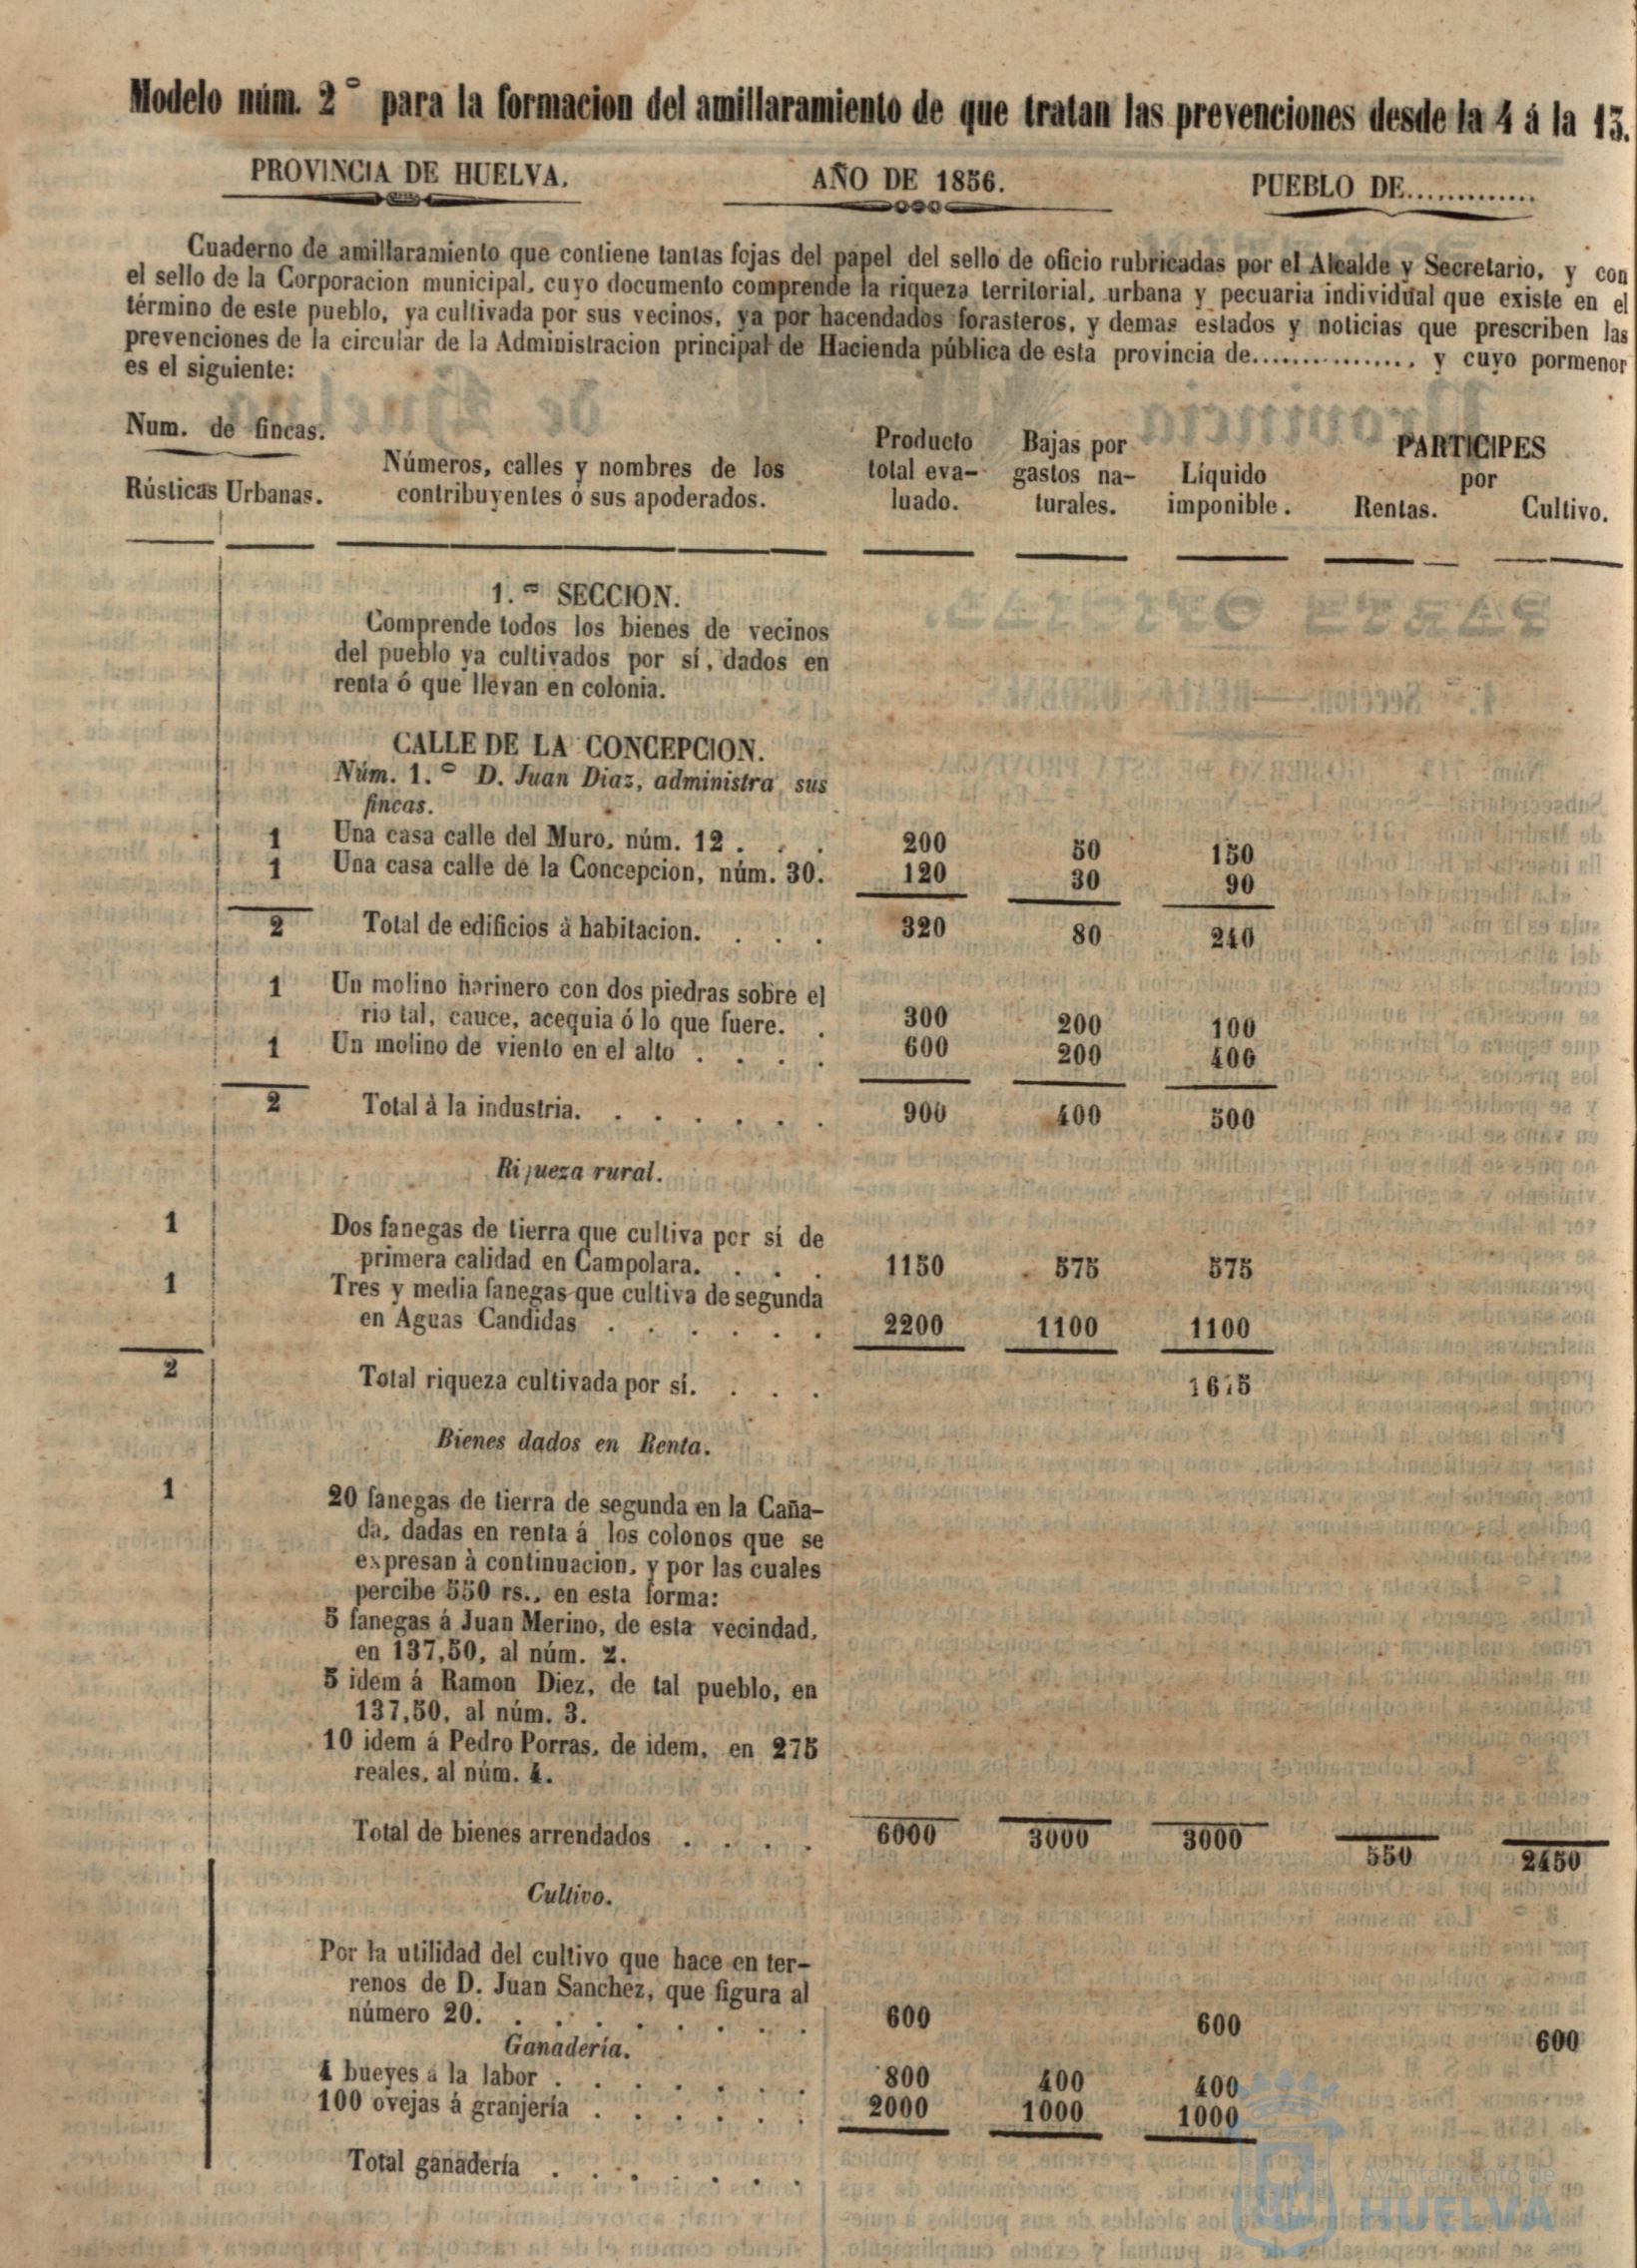 Modelo núm. 2º para la formacion del amillaramiento de que tratan las prevenciones desde la 4 á la 15.
PROVINCIA DE HUELVA. AÑO DE 1856. PUEBLO DE.............
Cuaderno de amillaramiento que contiene tantas fojas del papel del sello de oficio rubricadas por el Alcalde y Secretario, y con
el sello de la Corporacion municipal, cuyo documento comprende la riqueza territorial, urbana y pecuaria individual que existe en el
término de este pueblo, ya cultivada por sus vecinos, ya por hacendados forasteros, y demas estados y noticias que prescriben las
prevenciones de la circular de la Administracion principal de Hacienda pública de esta provincia de................ y cuyo pormenor
es el siguiente:
Num. de fincas.
Rústicas Urbanas.
Números, calles y nombres de los
contribuyentes ó sus apoderados.
Producto
total eva-
luado.
Bajas por
gastos na-
turales.
Líquido
imponible.
PARTICIPES
por
Rentas. Cultivo.
1.ª SECCION.
Comprende todos los bienes de vecinos
del pueblo ya cultivados por sí, dados en
renta ó que llevan en colonia.
CALLE DE LA CONCEPCION.
Núm. 1.º D. Juan Diaz, administra sus
fincas.
1 Una casa calle del Muro, núm. 12 . . . 200 50 150
1 Una casa calle de la Concepcion, núm. 30. 120 30 90
2 Total de edificios à habitacion. . . . . 320 80 240
1 Un molino harinero con dos piedras sobre el
rio tal, cauce, acequia ó lo que fuere. . 300 200 100
1 Un molino de viento en el alto . . . . 600 200 400
2 Total à la industria. . . . . . . 900 400 500
Riqueza rural.
1 Dos fanegas de tierra que cultiva por sí de
primera calidad en Campolara. . . . 1150 575 575
1 Tres y media fanegas que cultiva de segunda
en Aguas Candidas . . . . . . 2200 1100 1100
2 Total riqueza cultivada por sí. . . . 1675
Bienes dados en Renta.
1 20 fanegas de tierra de segunda en la Caña-
da, dadas en renta á los colonos que se
expresan à continuacion, y por las cuales
percibe 550 rs., en esta forma:
5 fanegas á Juan Merino, de esta vecindad,
en 137,50, al núm. 2.
5 idem á Ramon Diez, de tal pueblo, en
137,50, al núm. 3.
10 idem á Pedro Porras, de idem, en 275
reales, al núm. 4.
Total de bienes arrendados . . . . 6000 3000 3000 550 2450
Cultivo.
Por la utilidad del cultivo que hace en ter-
renos de D. Juan Sanchez, que figura al
número 20. . . . . . . . . 600 600 600
Ganadería.
4 bueyes á la labor . . . . . . . 800 400 400
100 ovejas á granjería . . . . . . 2000 1000 1000
Total ganadería . . . . . . .
Ayuntamiento de
HUELVA